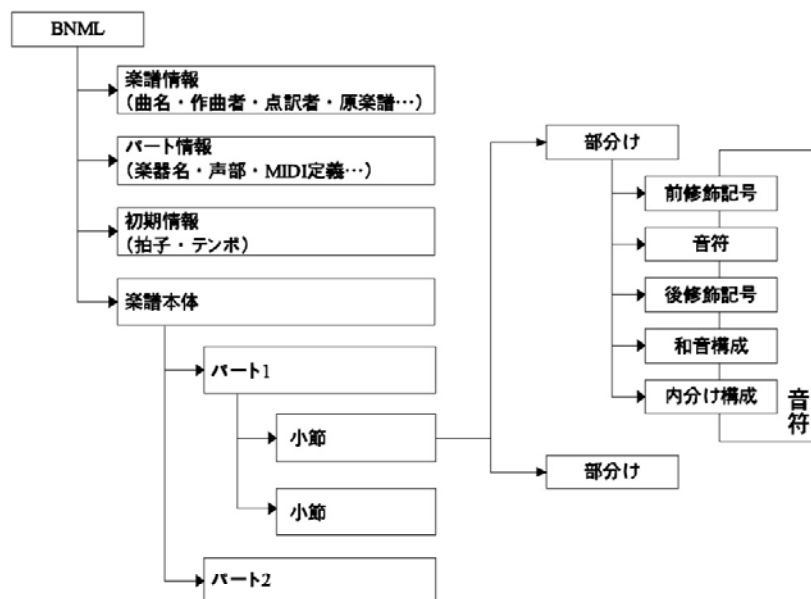 BNML
楽譜情報
(曲名・作曲者・点訳者・原楽譜…)
パート情報
(楽器名・声部・MIDI定義…)
初期情報
(拍子・テンポ)
楽譜本体
パート1
小節
小節
パート2
部分け
前修飾記号
音符
後修飾記号
和音構成
内分け構成
部分け
音符